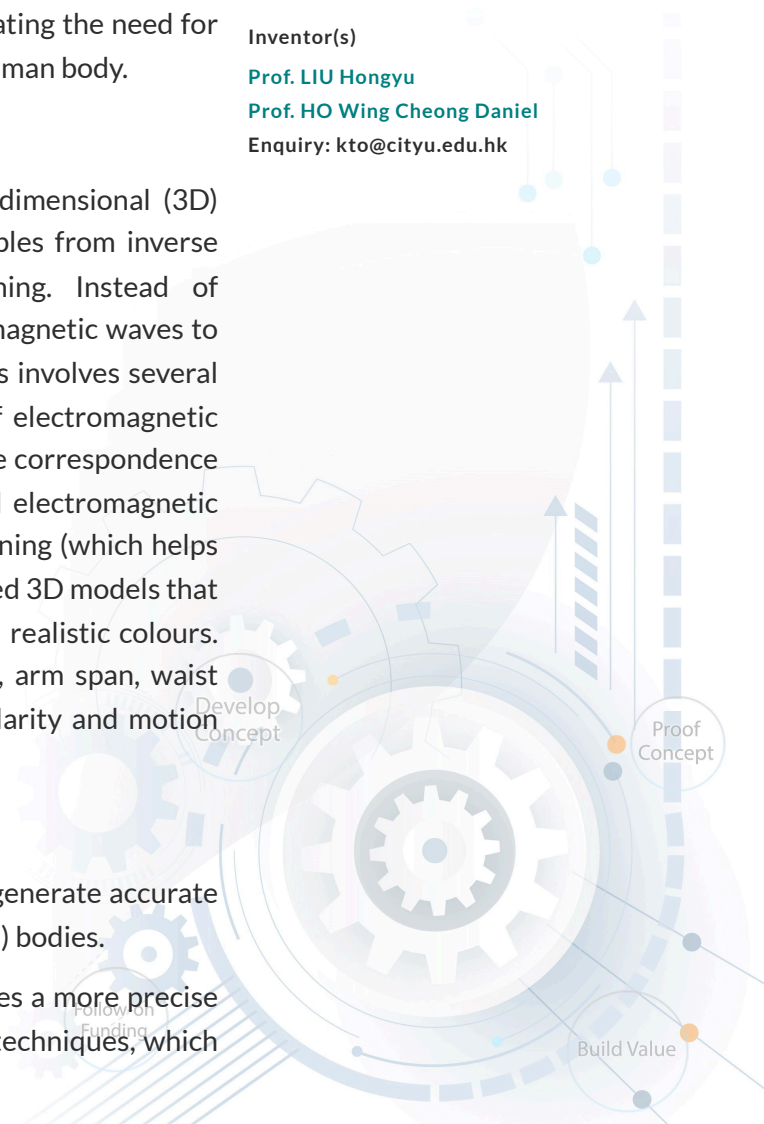 ating the need for
man body.
dimensional (3D)
ples from inverse
ning. Instead of
nagnetic waves to
s involves several
f electromagnetic
e correspondence
l electromagnetic
ning (which helps
ed 3D models that
realistic colours.
, arm span, waist
larity and motion
generate accurate
) bodies.
es a more precise
techniques, which
Inventor(s)
Prof. LIU Hongyu
Prof. HO Wing Cheong Daniel
Enquiry: kto@cityu.edu.hk
Develop
Concept
Proof
Concept
Follow on
Funding
Build Value